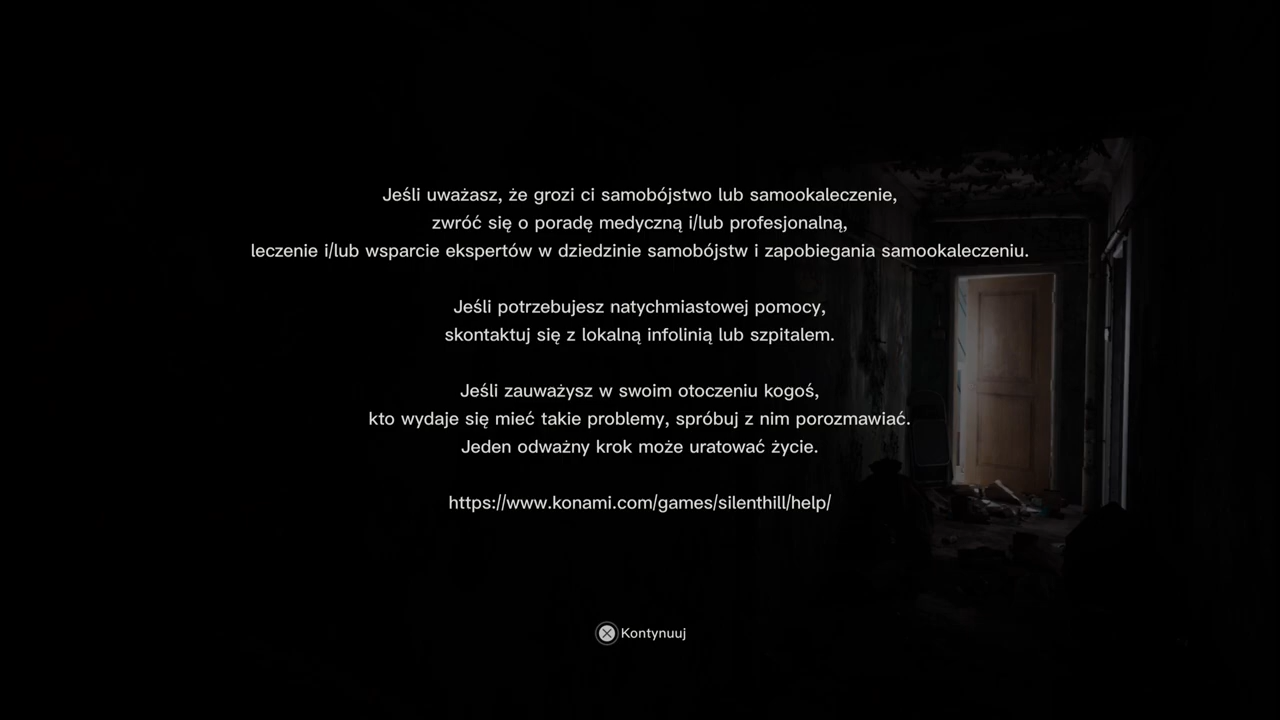 Jeśli uważasz, że grozi ci samobójstwo lub samookaleczenie,
zwróć się o poradę medyczną i/lub profesjonalną,
leczenie i/lub wsparcie ekspertów w dziedzinie samobójstw i zapobiegania samookaleczeniu.
Jeśli potrzebujesz natychmiastowej pomocy,
skontaktuj się z lokalną infolinią lub szpitalem.
Jeśli zauważysz w swoim otoczeniu kogoś,
kto wydaje się mieć takie problemy, spróbuj z nim porozmawiać.
Jeden odważny krok może uratować życie.
https://www.konami.com/games/silenthill/help/
Kontynuuj